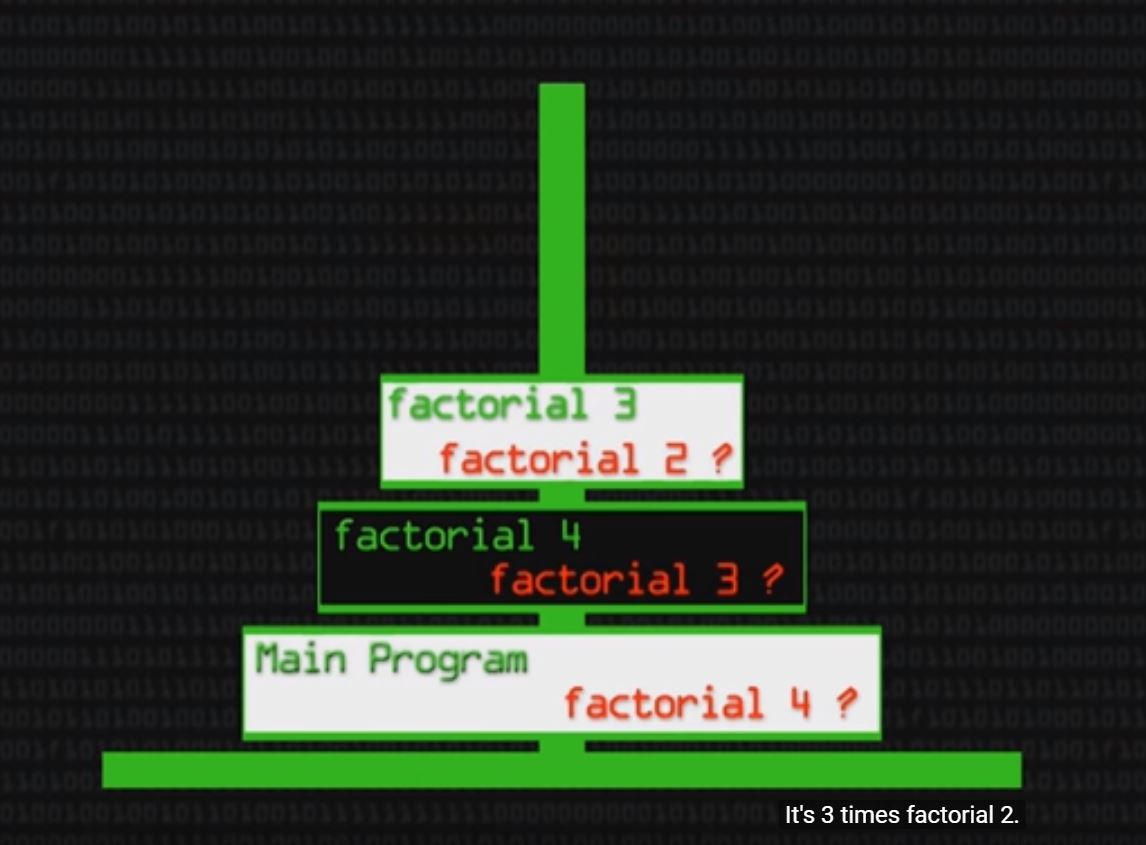 factorial 3
factorial 2 ?
factorial 4
factorial 3 ?
Main Program
factorial 4 ?
It's 3 times factorial 2.